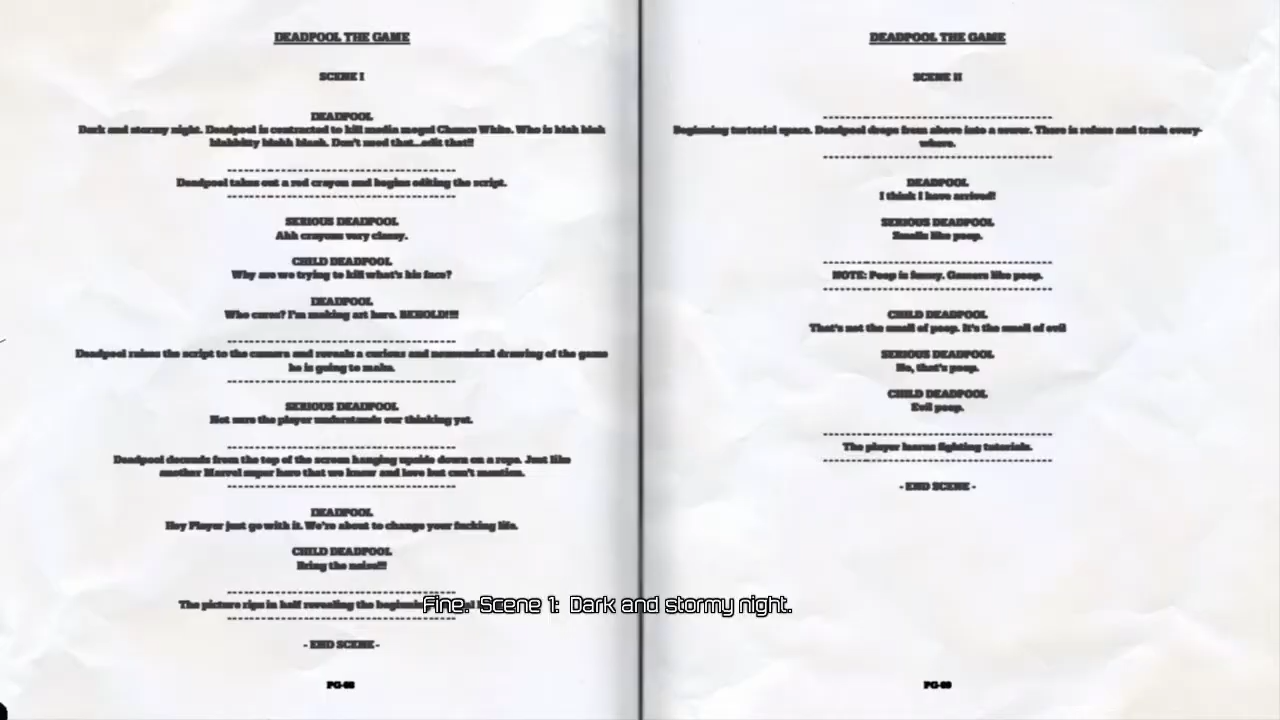 DEADPOOL THE GAME
SCENE I
DEADPOOL
Dark and stormy night. Deadpool is contracted to kill media mogul Chance White. Who is blah blah
blabbitty blahh blaah. Don't need that...edit that!!
Deadpool takes out a red crayon and begins editing the script.
SERIOUS DEADPOOL
Ahh crayons very classy.
CHILD DEADPOOL
Why are we trying to kill what's his face?
DEADPOOL
Who cares? I'm making art here. BEHOLD!!!!
Deadpool raises the script to the camera and reveals a curious and nonsensical drawing of the game
he is going to make.
SERIOUS DEADPOOL
Not sure the player understands our thinking yet.
Deadpool decends from the top of the screen hanging upside down on a rope. Just like
another Marvel super hero that we know and love but can't mention.
DEADPOOL
Hey Player just go with it. We're about to change your fucking life.
CHILD DEADPOOL
Bring the noise!!!
The picture rips in half revealing the
Fine. Scene 1: Dark and stormy night.
- END SCENE -
PG-08
DEADPOOL THE GAME
SCENE II
Beginning tutorial space. Deadpool drops from above into a sewer. There is refuse and trash every-
where.
DEADPOOL
I think I have arrived!
SERIOUS DEADPOOL
Smells like poop.
NOTE: Poop is funny. Gamers like poop.
CHILD DEADPOOL
That's not the smell of poop. It's the smell of evil
SERIOUS DEADPOOL
No, that's poop.
CHILD DEADPOOL
Evil poop.
The player learns fighting tutorials.
- END SCENE -
PG-09